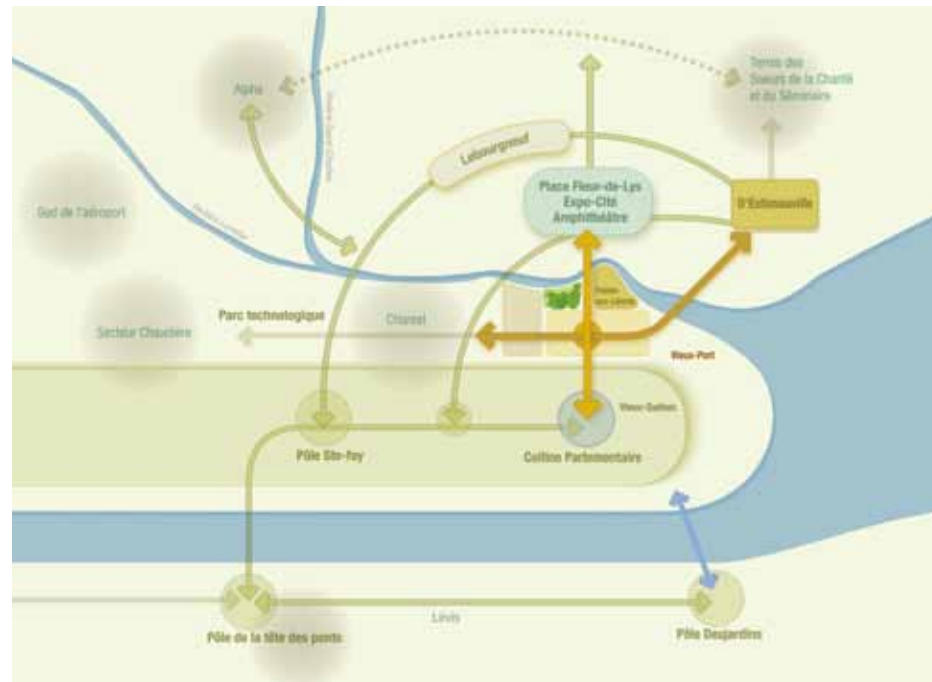 Alpha
Terres des
Soeurs de la Charité
et du Séminaire
Lebourgneuf
Place Fleur-de-Lys
Expo-Cité
Amphithéâtre
D'Estimauville
Sud de l'aéroport
Secteur Chaudière
Parc technologique
Chauveau
Vieux-Port
Vieux-Québec
Pôle Ste-foy
Colline Parlementaire
Pôle de la tête des ponts
Lévis
Pôle Desjardins